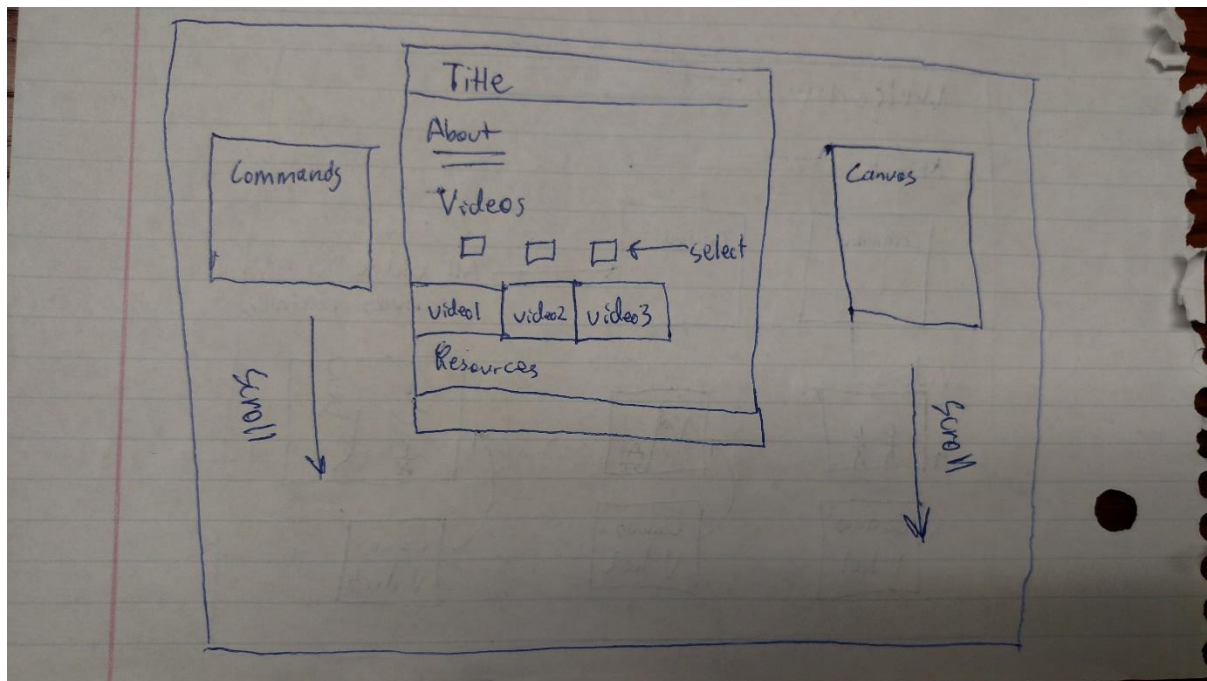 Title
About
Commands
Videos
select
video1 video2 video3
Resources
Scroll
Canvas
Scroll